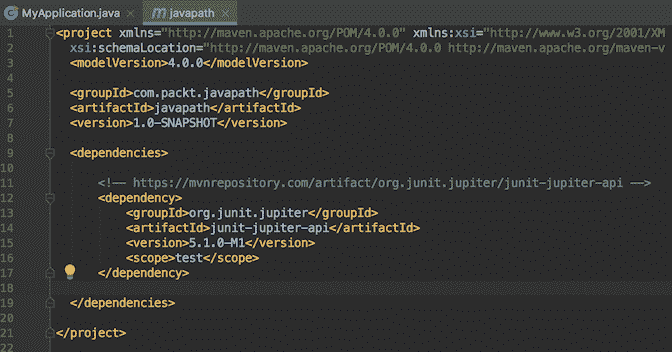 MyApplication.java
javapath
1 <project xmlns="http://maven.apache.org/POM/4.0.0" xmlns:xsi="http://www.w3.org/2001/XM
2 xsi:schemaLocation="http://maven.apache.org/POM/4.0.0 http://maven.apache.org/maven-v
3 <modelVersion>4.0.0</modelVersion>
4
5 <groupId>com.packt.javapath</groupId>
6 <artifactId>javapath</artifactId>
7 <version>1.0-SNAPSHOT</version>
8
9 <dependencies>
10
11 <!-- https://mvnrepository.com/artifact/org.junit.jupiter/junit-jupiter-api -->
12 <dependency>
13 <groupId>org.junit.jupiter</groupId>
14 <artifactId>junit-jupiter-api</artifactId>
15 <version>5.1.0-M1</version>
16 <scope>test</scope>
17 </dependency>
18
19 </dependencies>
20
21 </project>
22